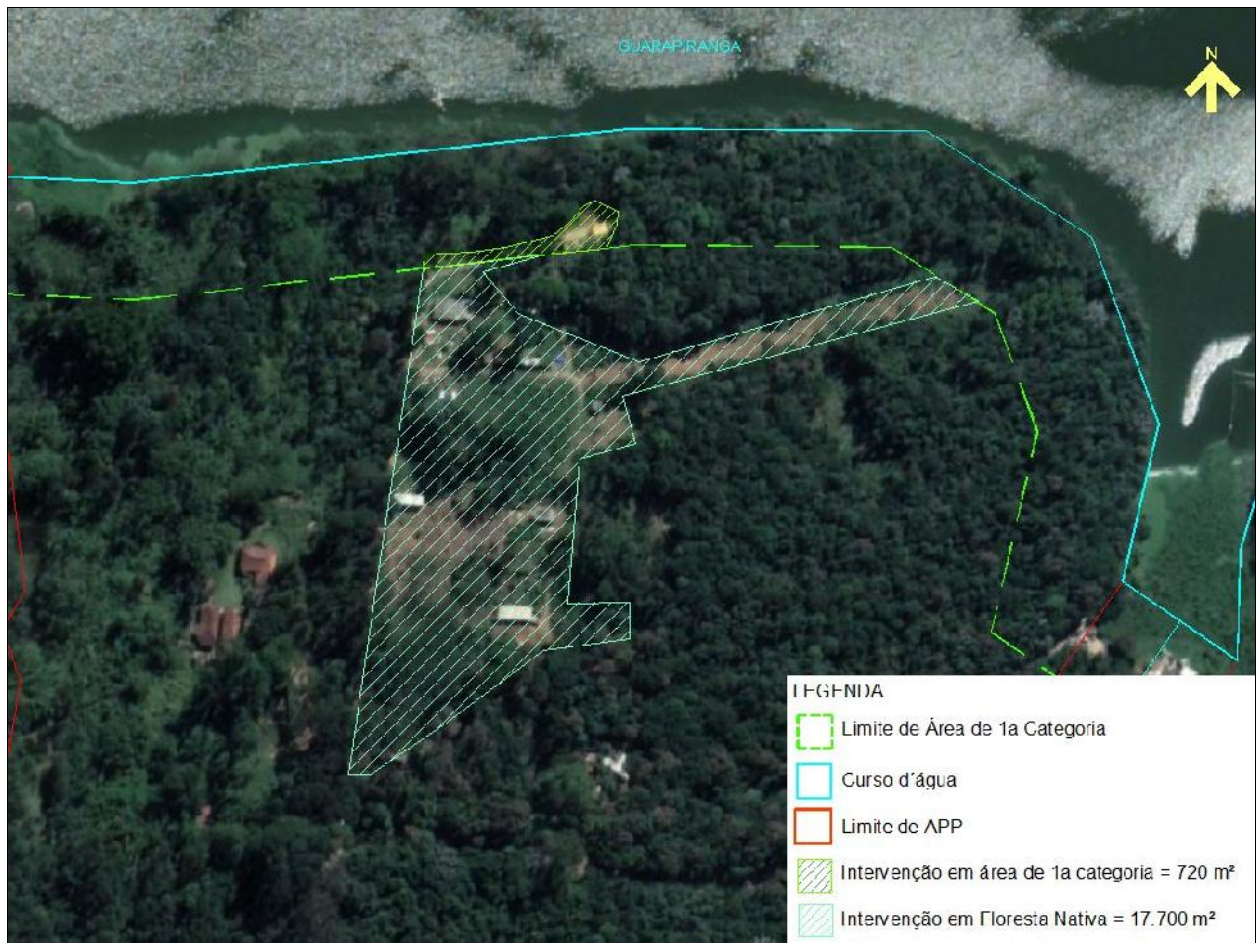 GUARAPIRANGA
N
LEGENDA
Limite de Área de 1a Categoria
Curso d´água
Limite de APP
Intervenção em área de 1a categoria = 720 m²
Intervenção em Floresta Nativa = 17.700 m²